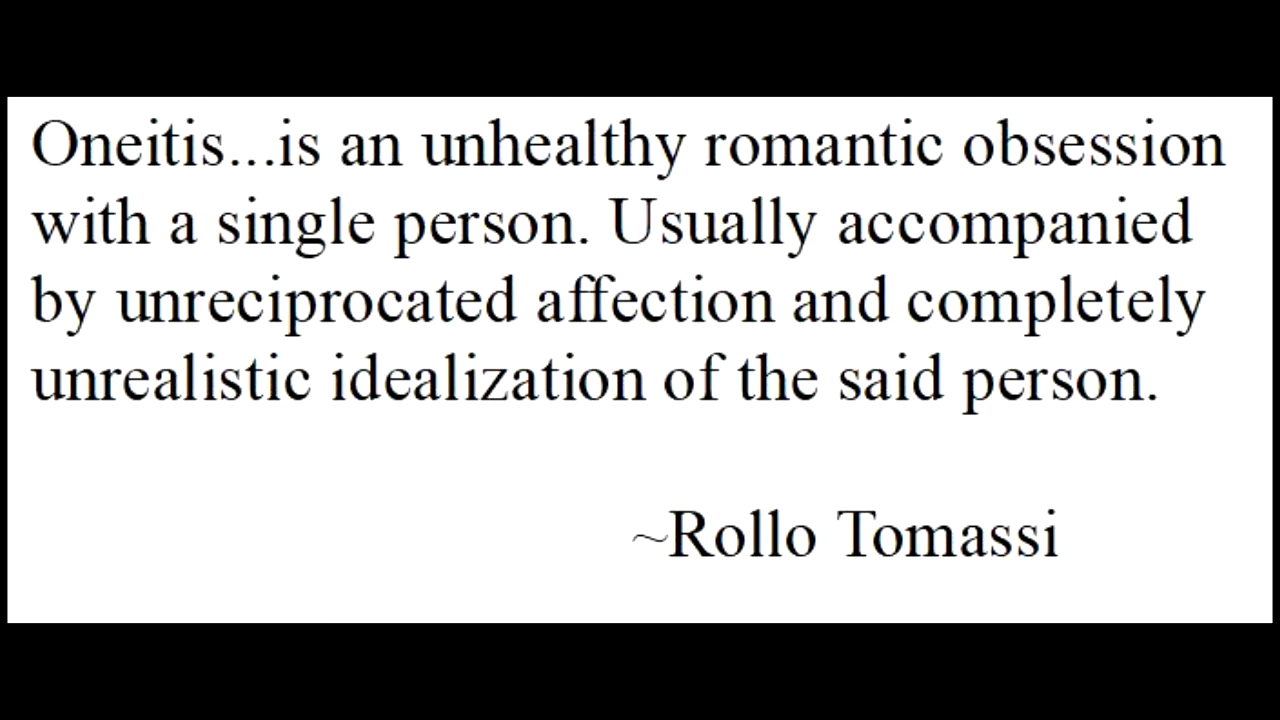 Oneitis...is an unhealthy romantic obsession
with a single person. Usually accompanied
by unreciprocated affection and completely
unrealistic idealization of the said person.
~Rollo Tomassi